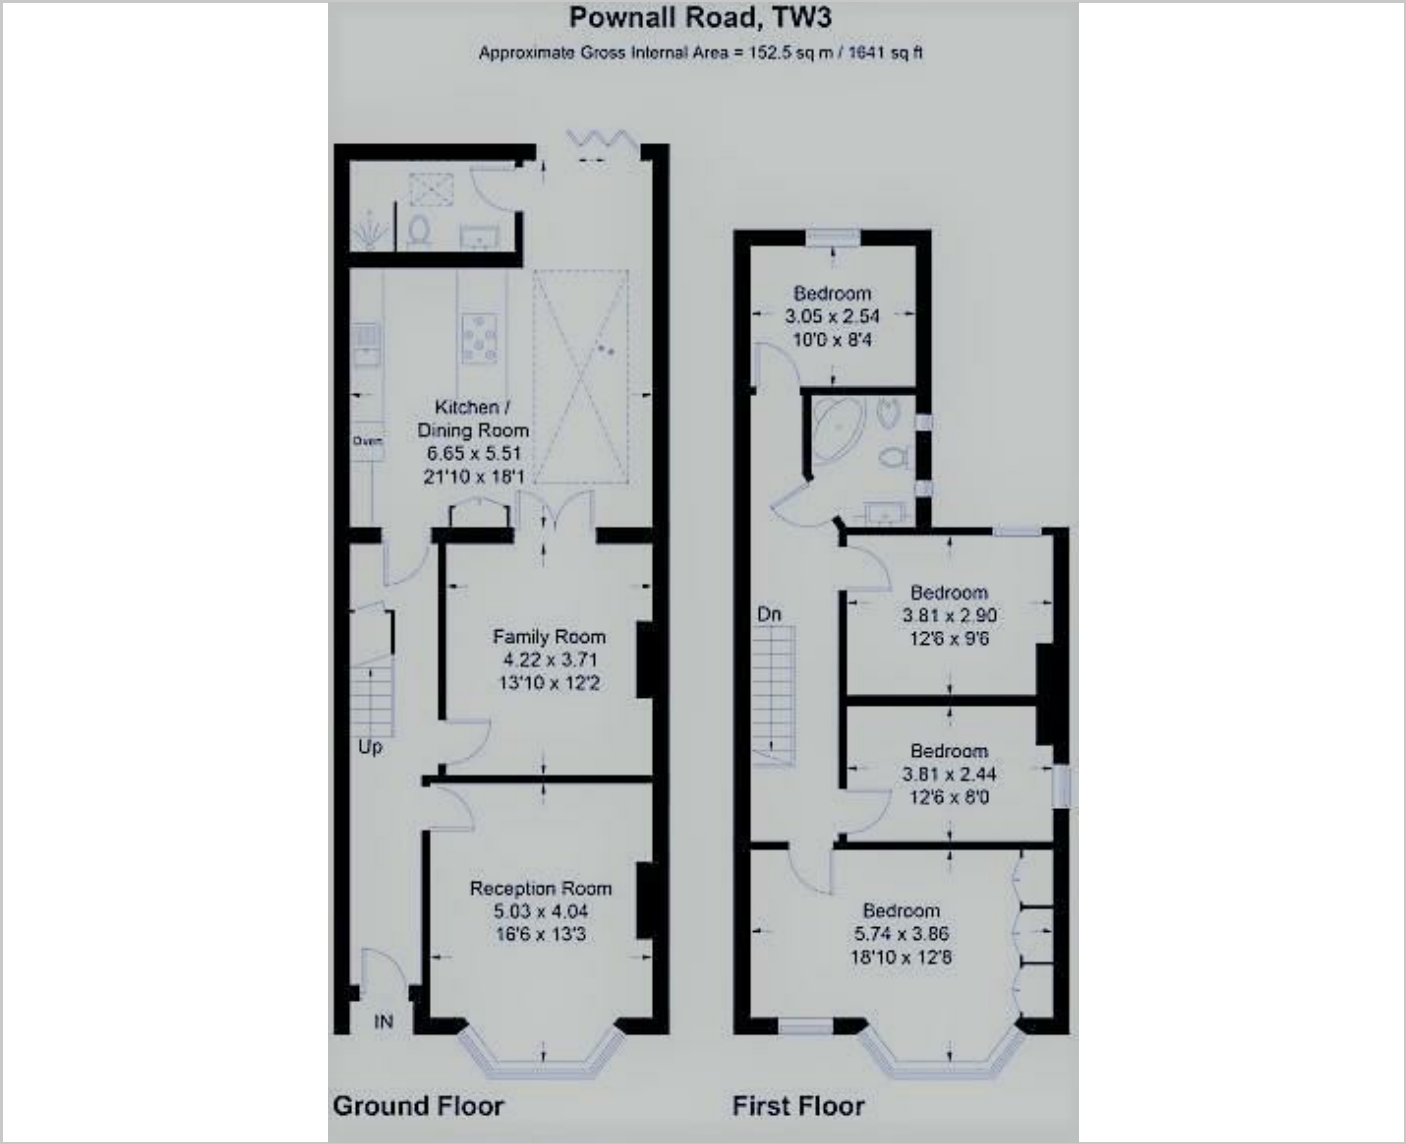 Pownall Road, TW3
Approximate Gross Internal Area = 152.5 sq m / 1641 sq ft
Kitchen /
Dining Room
6.65 x 5.51
21'10 x 18'1
Oven
Family Room
4.22 x 3.71
13'10 x 12'2
Up
Reception Room
5.03 x 4.04
16'6 x 13'3
IN
Ground Floor
Bedroom
3.05 x 2.54
10'0 x 8'4
Dn
Bedroom
3.81 x 2.90
12'6 x 9'6
Bedroom
3.81 x 2.44
12'6 x 8'0
Bedroom
5.74 x 3.86
18'10 x 12'8
First Floor